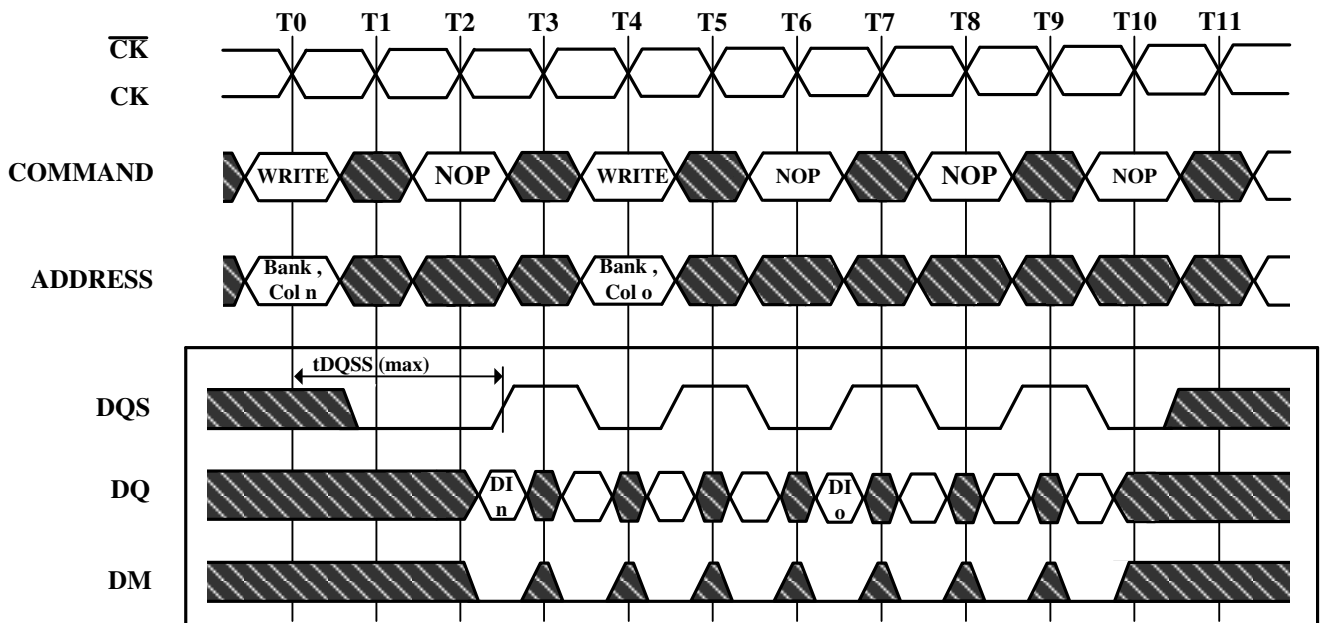 T0 T1 T2 T3 T4 T5 T6 T7 T8 T9 T10 T11
CK
CK
COMMAND WRITE NOP WRITE NOP NOP NOP
ADDRESS Bank , Bank ,
Col n Col o
tDQSS (max)
DQS
DQ DI DI
n o
DM